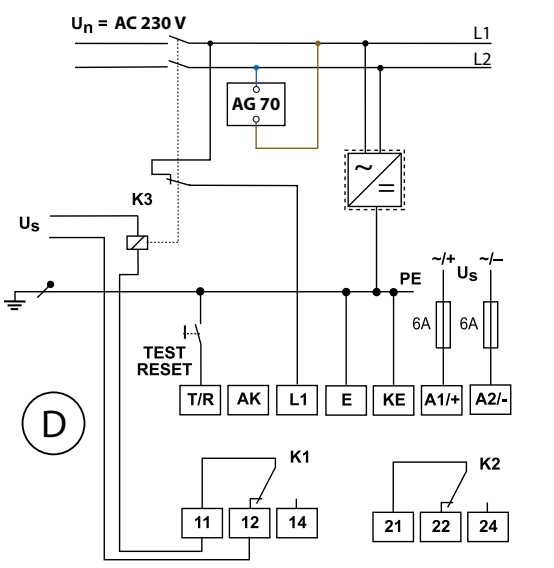 Un = AC 230 V
L1
L2
AG 70
~
=
K3
Us
~/+ Us ~/–
PE
6A 6A
TEST
RESET
T/R AK L1 E KE A1/+ A2/-
D
K1 K2
11 12 14 21 22 24